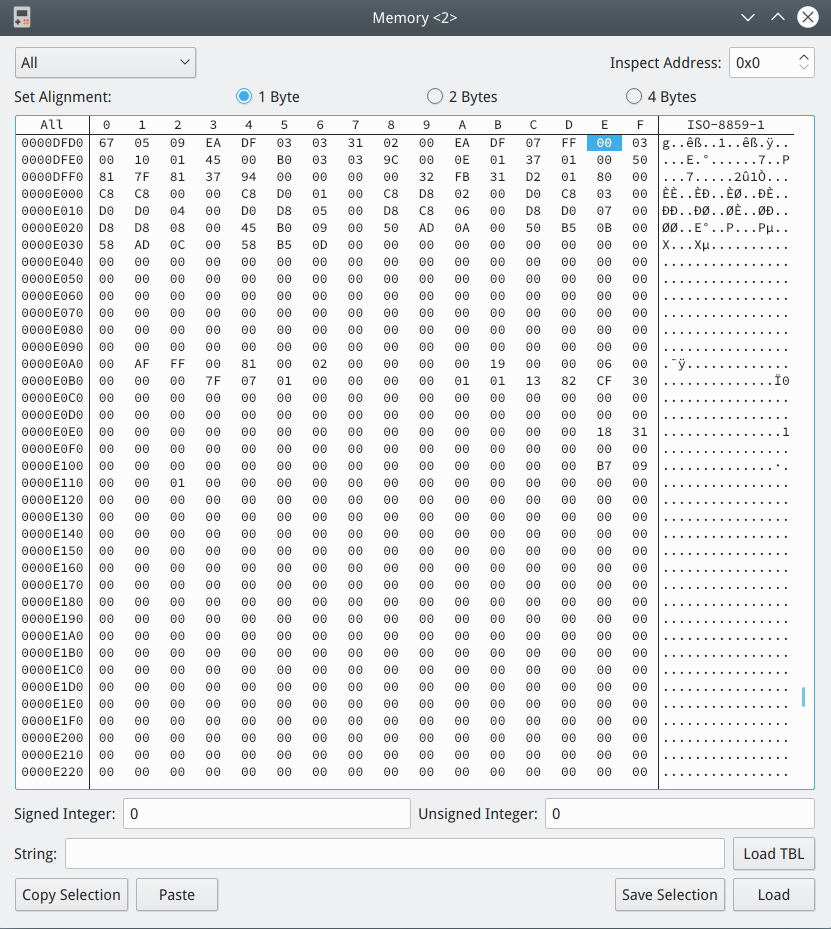 Memory <2>
All
Inspect Address: 0x0
Set Alignment: 1 Byte 2 Bytes 4 Bytes
All 0 1 2 3 4 5 6 7 8 9 A B C D E F ISO-8859-1
0000DFD0 67 05 09 EA DF 03 03 31 02 00 EA DF 07 FF 00 03 g..êß..1..êß.ÿ..
0000DFE0 00 10 01 45 00 B0 03 03 9C 00 0E 01 37 01 00 50 ...E.°......7..P
0000DFF0 81 7F 81 37 94 00 00 00 00 32 FB 31 D2 01 80 00 ...7.....2û1Ò...
0000E000 C8 C8 00 00 C8 D0 01 00 C8 D8 02 00 D0 C8 03 00 ÈÈ..ÈÐ..ÈØ..ÐÈ..
0000E010 D0 D0 04 00 D0 D8 05 00 D8 C8 06 00 D8 D0 07 00 ÐÐ..ÐØ..ØÈ..ØÐ..
0000E020 D8 D8 08 00 45 B0 09 00 50 AD 0A 00 50 B5 0B 00 ØØ..E°..P...Pµ..
0000E030 58 AD 0C 00 58 B5 0D 00 00 00 00 00 00 00 00 00 X...Xµ..........
0000E040 00 00 00 00 00 00 00 00 00 00 00 00 00 00 00 00 ................
0000E050 00 00 00 00 00 00 00 00 00 00 00 00 00 00 00 00 ................
0000E060 00 00 00 00 00 00 00 00 00 00 00 00 00 00 00 00 ................
0000E070 00 00 00 00 00 00 00 00 00 00 00 00 00 00 00 00 ................
0000E080 00 00 00 00 00 00 00 00 00 00 00 00 00 00 00 00 ................
0000E090 00 00 00 00 00 00 00 00 00 00 00 00 00 00 00 00 ................
0000E0A0 00 AF FF 00 81 00 02 00 00 00 00 19 00 00 06 00 .¯ÿ.............
0000E0B0 00 00 00 7F 07 01 00 00 00 00 01 01 13 82 CF 30 ..............Ï0
0000E0C0 00 00 00 00 00 00 00 00 00 00 00 00 00 00 00 00 ................
0000E0D0 00 00 00 00 00 00 00 00 00 00 00 00 00 00 00 00 ................
0000E0E0 00 00 00 00 00 00 00 00 00 00 00 00 00 00 18 31 ...............1
0000E0F0 00 00 00 00 00 00 00 00 00 00 00 00 00 00 00 00 ................
0000E100 00 00 00 00 00 00 00 00 00 00 00 00 00 00 B7 09 ..............·.
0000E110 00 00 01 00 00 00 00 00 00 00 00 00 00 00 00 00 ................
0000E120 00 00 00 00 00 00 00 00 00 00 00 00 00 00 00 00 ................
0000E130 00 00 00 00 00 00 00 00 00 00 00 00 00 00 00 00 ................
0000E140 00 00 00 00 00 00 00 00 00 00 00 00 00 00 00 00 ................
0000E150 00 00 00 00 00 00 00 00 00 00 00 00 00 00 00 00 ................
0000E160 00 00 00 00 00 00 00 00 00 00 00 00 00 00 00 00 ................
0000E170 00 00 00 00 00 00 00 00 00 00 00 00 00 00 00 00 ................
0000E180 00 00 00 00 00 00 00 00 00 00 00 00 00 00 00 00 ................
0000E190 00 00 00 00 00 00 00 00 00 00 00 00 00 00 00 00 ................
0000E1A0 00 00 00 00 00 00 00 00 00 00 00 00 00 00 00 00 ................
0000E1B0 00 00 00 00 00 00 00 00 00 00 00 00 00 00 00 00 ................
0000E1C0 00 00 00 00 00 00 00 00 00 00 00 00 00 00 00 00 ................
0000E1D0 00 00 00 00 00 00 00 00 00 00 00 00 00 00 00 00 ................
0000E1E0 00 00 00 00 00 00 00 00 00 00 00 00 00 00 00 00 ................
0000E1F0 00 00 00 00 00 00 00 00 00 00 00 00 00 00 00 00 ................
0000E200 00 00 00 00 00 00 00 00 00 00 00 00 00 00 00 00 ................
0000E210 00 00 00 00 00 00 00 00 00 00 00 00 00 00 00 00 ................
0000E220 00 00 00 00 00 00 00 00 00 00 00 00 00 00 00 00 ................
Signed Integer: 0 Unsigned Integer: 0
String: Load TBL
Copy Selection Paste Save Selection Load